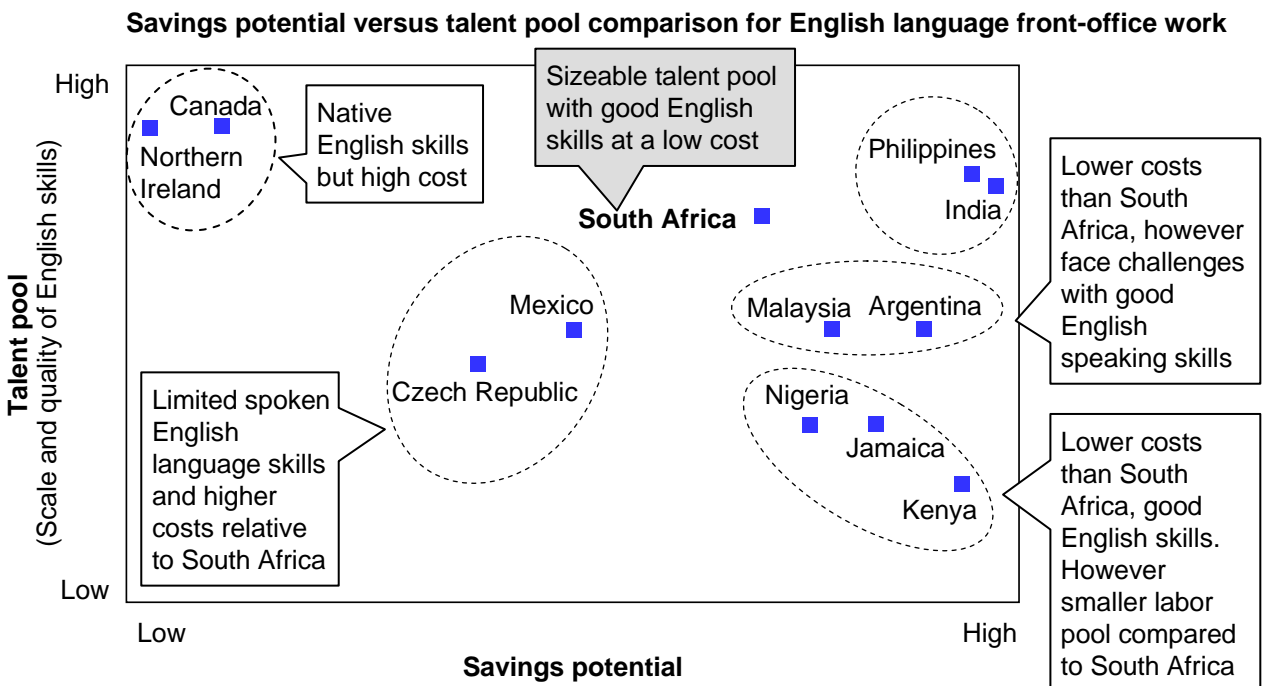 Savings potential versus talent pool comparison for English language front-office work
High
Canada
Northern
Ireland
Native
English skills
but high cost
Sizeable talent pool
with good English
skills at a low cost
South Africa
Philippines
India
Lower costs
than South
Africa, however
face challenges
with good
English
speaking skills
Talent pool
(Scale and quality of English skills)
Mexico
Czech Republic
Malaysia
Argentina
Limited spoken
English
language skills
and higher
costs relative
to South Africa
Nigeria
Jamaica
Kenya
Lower costs
than South
Africa, good
English skills.
However
smaller labor
pool compared
to South Africa
Low
Low
High
Savings potential